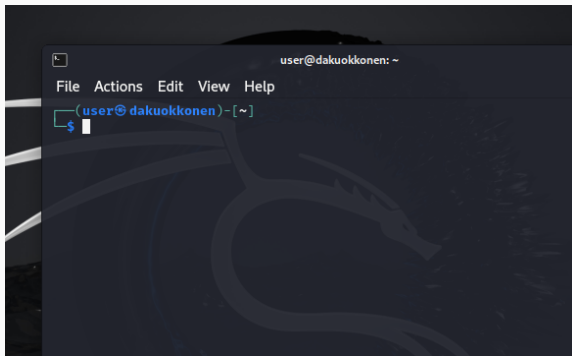 user@dakuokkonen: ~
File Actions Edit View Help
┌──(user㉿dakuokkonen)-[~]
└─$